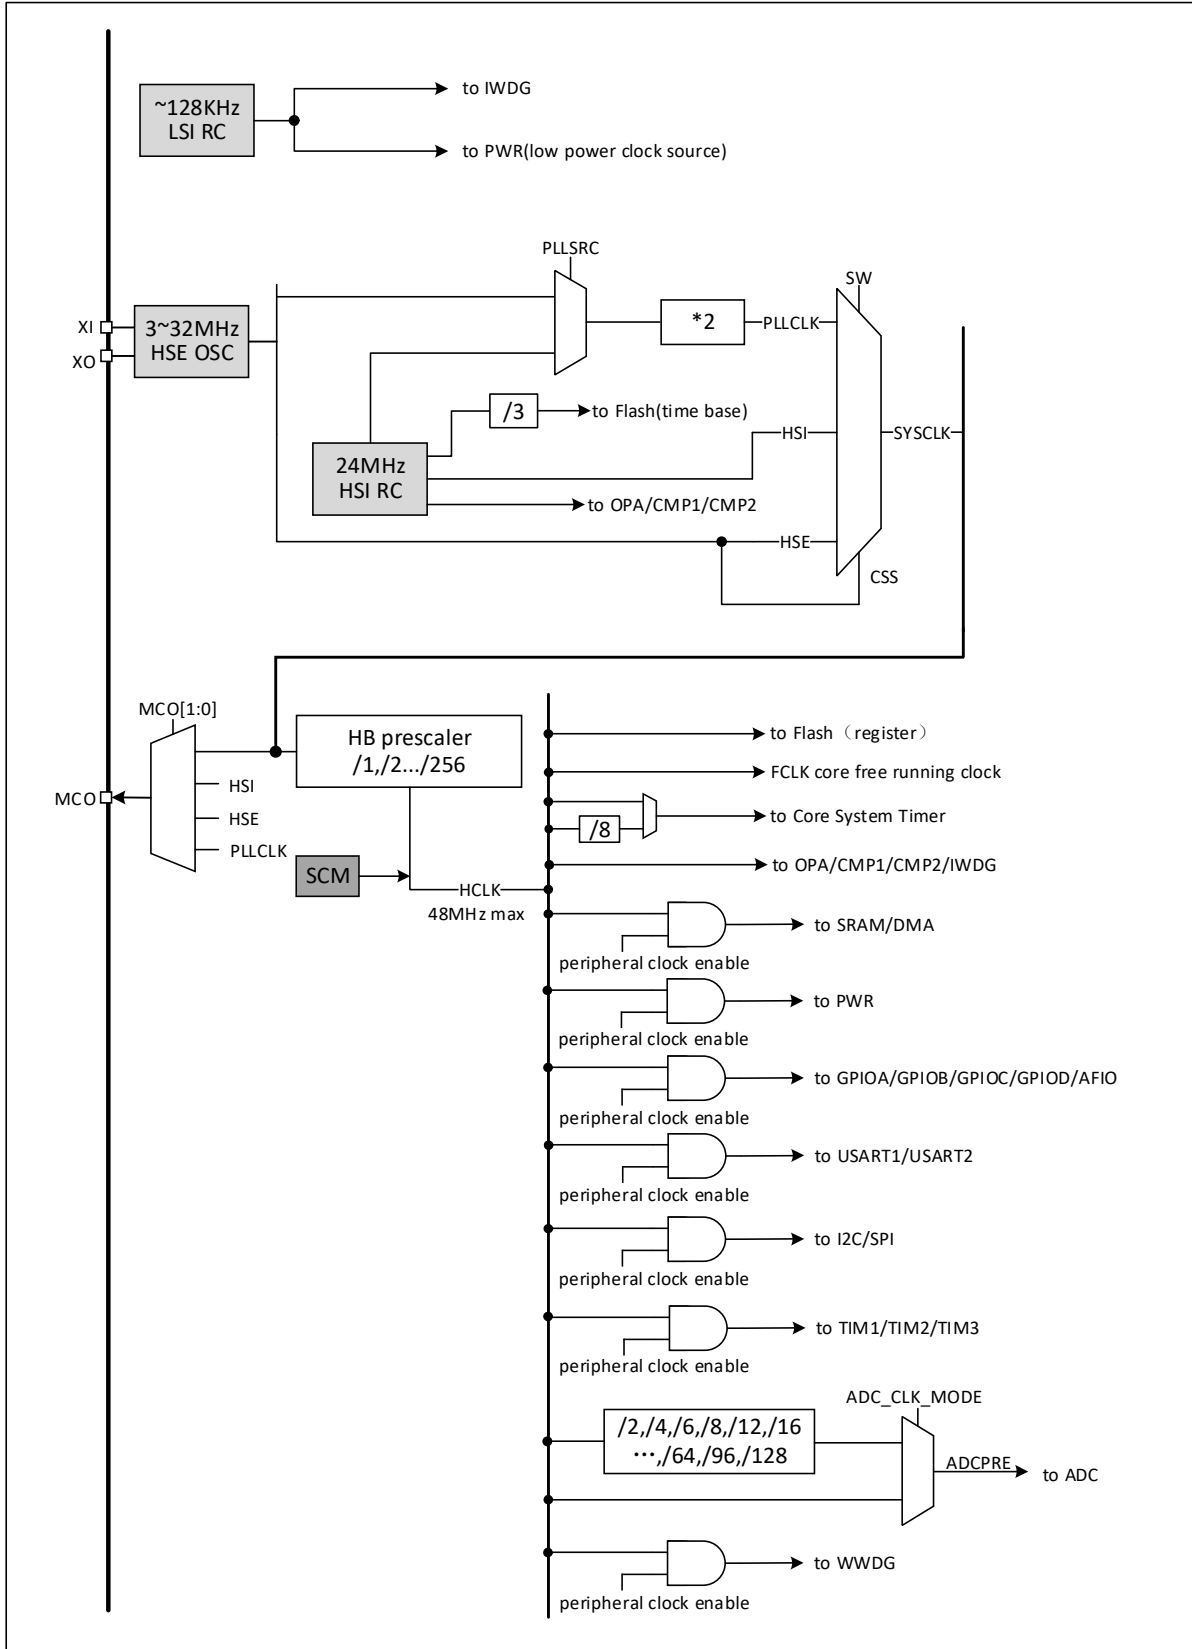 to IWDG
~128KHz
LSI RC
to PWR(low power clock source)
PLLSRC
SW
XI
XO
3~32MHz
HSE OSC
*2
PLLCLK
/3
to Flash(time base)
HSI
SYSCLK
24MHz
HSI RC
to OPA/CMP1/CMP2
HSE
CSS
MCO[1:0]
HB prescaler
/1,/2.../256
to Flash（register）
FCLK core free running clock
HSI
MCO
HSE
/8
to Core System Timer
PLLCLK
to OPA/CMP1/CMP2/IWDG
SCM
HCLK
48MHz max
to SRAM/DMA
peripheral clock enable
to PWR
peripheral clock enable
to GPIOA/GPIOB/GPIOC/GPIOD/AFIO
peripheral clock enable
to USART1/USART2
peripheral clock enable
to I2C/SPI
peripheral clock enable
to TIM1/TIM2/TIM3
peripheral clock enable
ADC_CLK_MODE
/2,/4,/6,/8,/12,/16
…,/64,/96,/128
ADCPRE
to ADC
to WWDG
peripheral clock enable